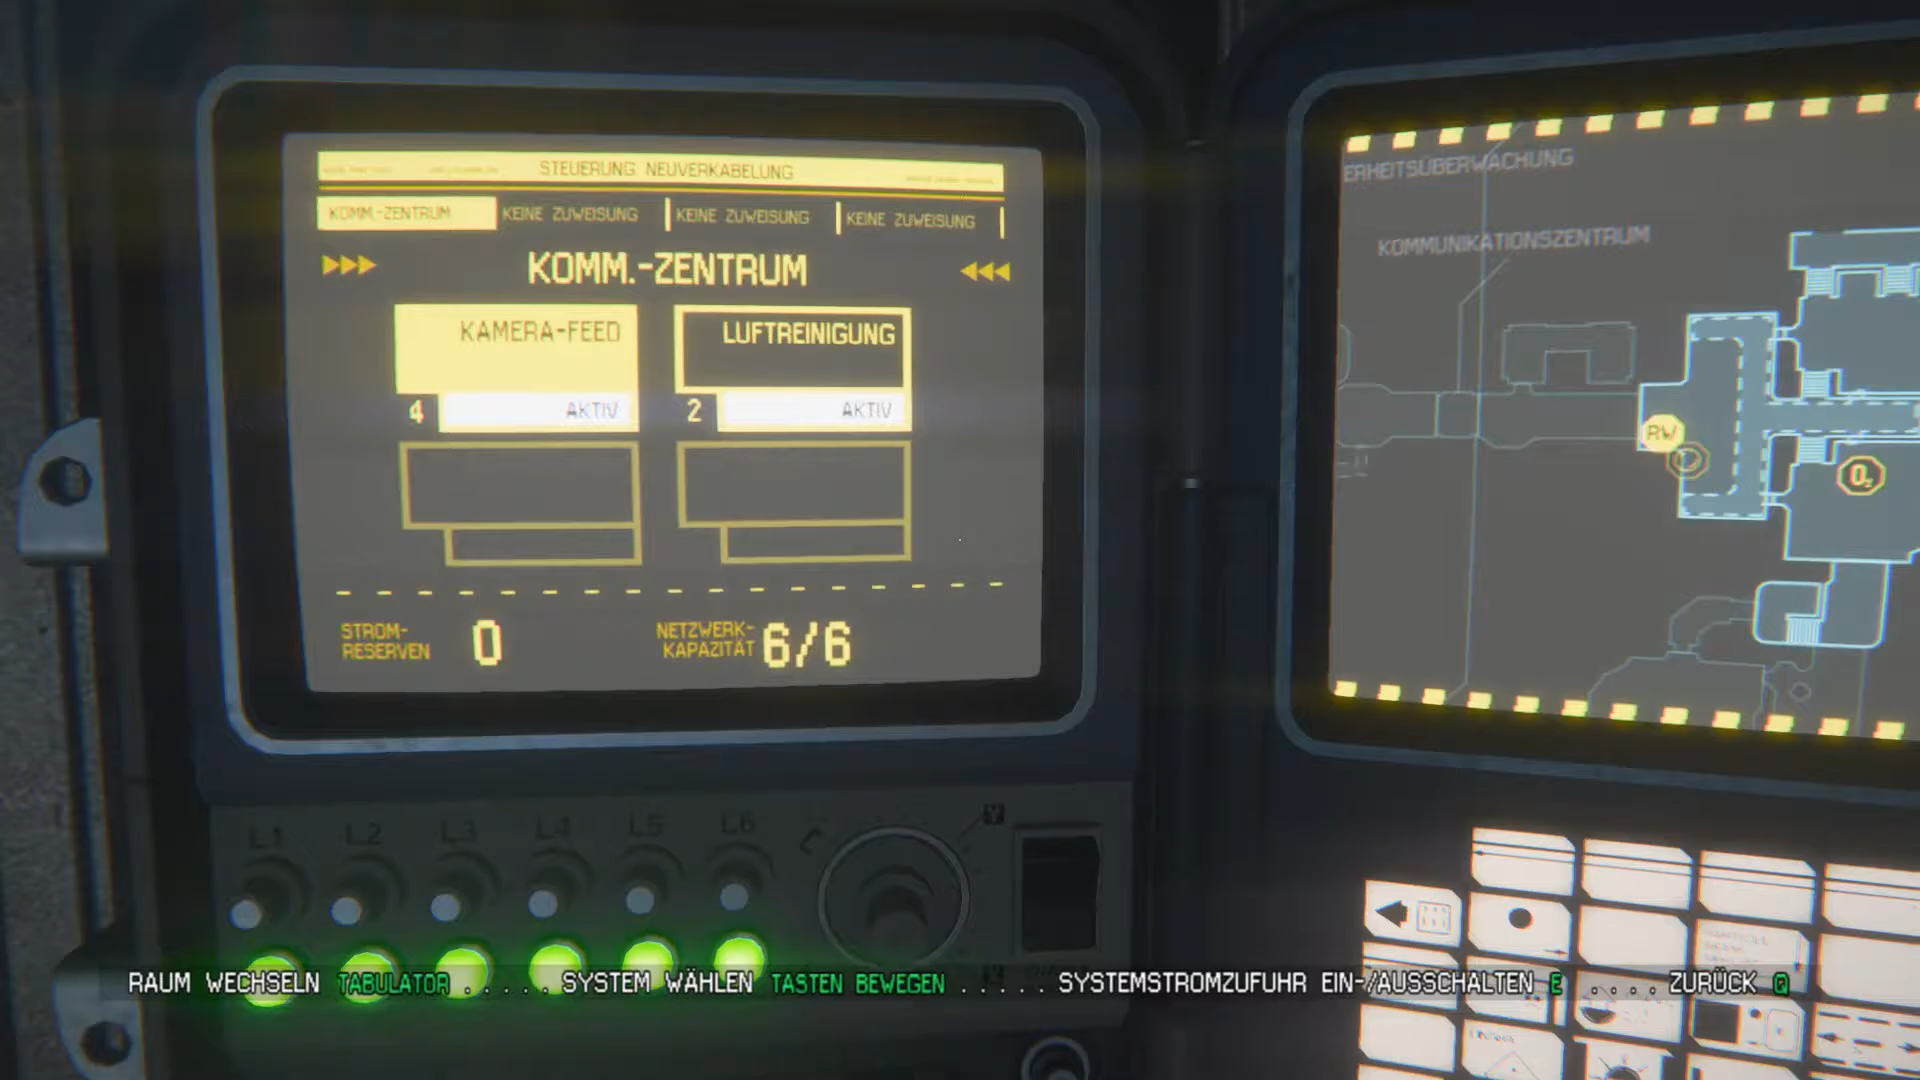 STEUERUNG NEUVERKABELUNG
KOMM.-ZENTRUM KEINE ZUWEISUNG KEINE ZUWEISUNG KEINE ZUWEISUNG
KOMM.-ZENTRUM
KAMERA-FEED LUFTREINIGUNG
4 AKTIV 2 AKTIV
STROM-
RESERVEN 0
NETZWERK-
KAPAZITÄT 6/6
ERHEITSÜBERWACHUNG
KOMMUNIKATIONSZENTRUM
RW
O₂
L1 L2 L3 L4 L5 L6
RAUM WECHSELN TABULATOR ..... SYSTEM WÄHLEN TASTEN BEWEGEN ..... SYSTEMSTROMZUFUHR EIN-/AUSSCHALTEN E ..... ZURÜCK Q